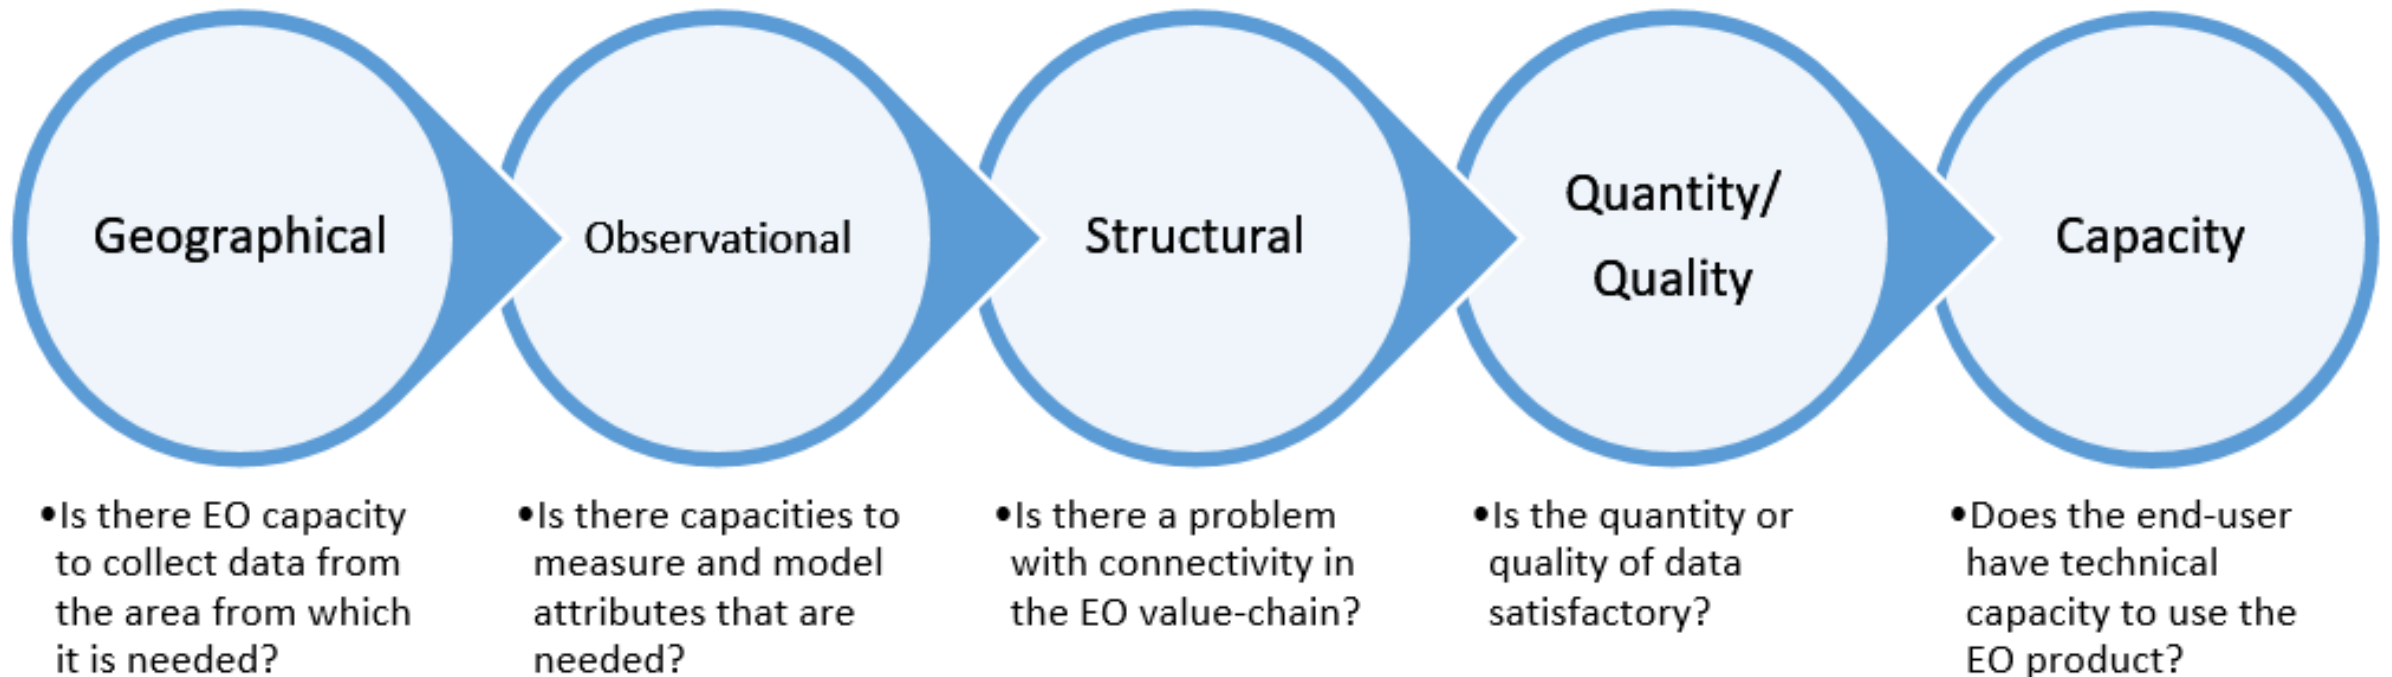 Geographical
Observational
Structural
Quantity/
Quality
Capacity
•Is there EO capacity
to collect data from
the area from which
it is needed?
•Is there capacities to
measure and model
attributes that are
needed?
•Is there a problem
with connectivity in
the EO value-chain?
•Is the quantity or
quality of data
satisfactory?
•Does the end-user
have technical
capacity to use the
EO product?